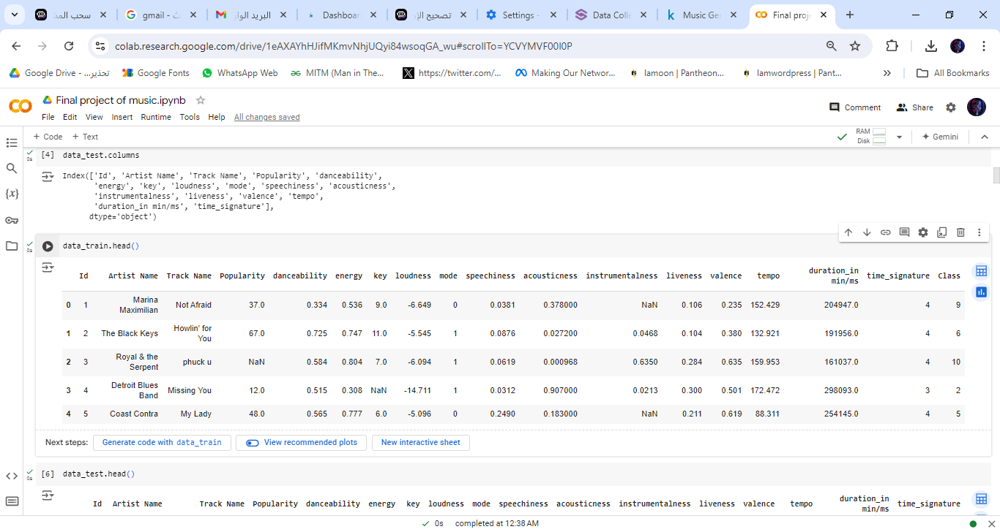 سحب المنا
gmail - بحث
البريد الوار
Dashboar
تصحيح الإ
Settings -
Data Colle
Music Gen
Final proje
colab.research.google.com/drive/1eAXAYhHJifMKmvNhjUQyi84wsoqGA_wu#scrollTo=YCVYMVF00I0P
Google Drive - تحذير... Google Fonts WhatsApp Web MITM (Man in The... https://twitter.com/... Making Our Networ... lamoon | Pantheon... lamwordpress | Pant... All Bookmarks
Final project of music.ipynb
Comment Share
File Edit View Insert Runtime Tools Help All changes saved
+ Code + Text
RAM
Disk
Gemini
[4] data_test.columns
0s
Index(['Id', 'Artist Name', 'Track Name', 'Popularity', 'danceability',
'energy', 'key', 'loudness', 'mode', 'speechiness', 'acousticness',
'instrumentalness', 'liveness', 'valence', 'tempo',
'duration_in min/ms', 'time_signature'],
dtype='object')
data_train.head()
0s
Id Artist Name Track Name Popularity danceability energy key loudness mode speechiness acousticness instrumentalness liveness valence tempo duration_in min/ms time_signature Class
0 1 Marina Maximilian Not Afraid 37.0 0.334 0.536 9.0 -6.649 0 0.0381 0.378000 NaN 0.106 0.235 152.429 204947.0 4 9
1 2 The Black Keys Howlin' for You 67.0 0.725 0.747 11.0 -5.545 1 0.0876 0.027200 0.0468 0.104 0.380 132.921 191956.0 4 6
2 3 Royal & the Serpent phuck u NaN 0.584 0.804 7.0 -6.094 1 0.0619 0.000968 0.6350 0.284 0.635 159.953 161037.0 4 10
3 4 Detroit Blues Band Missing You 12.0 0.515 0.308 NaN -14.711 1 0.0312 0.907000 0.0213 0.300 0.501 172.472 298093.0 3 2
4 5 Coast Contra My Lady 48.0 0.565 0.777 6.0 -5.096 0 0.2490 0.183000 NaN 0.211 0.619 88.311 254145.0 4 5
Next steps: Generate code with data_train View recommended plots New interactive sheet
[6] data_test.head()
0s
Id Artist Name Track Name Popularity danceability energy key loudness mode speechiness acousticness instrumentalness liveness valence tempo duration_in min/ms time_signature
0s completed at 12:38 AM